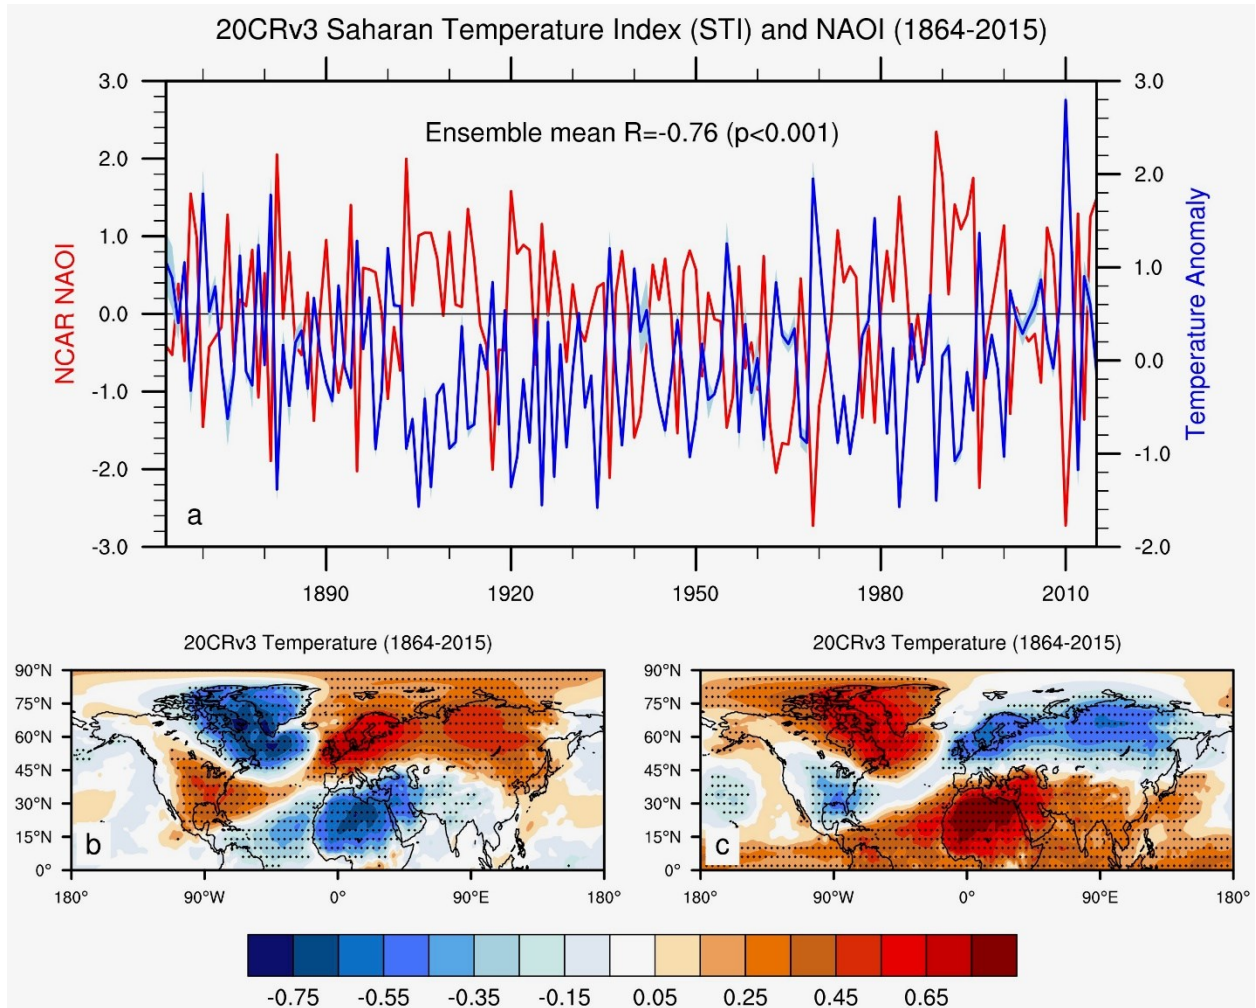 20CRv3 Saharan Temperature Index (STI) and NAOI (1864-2015)
3.0 3.0
Ensemble mean R=-0.76 (p<0.001)
2.0 2.0
1.0 1.0
0.0 0.0
-1.0 -1.0
-2.0
-3.0 -2.0
NCAR NAOI
Temperature Anomaly
a
1890 1920 1950 1980 2010
20CRv3 Temperature (1864-2015)
90°N
75°N
60°N
45°N
30°N
15°N
0°
b
180° 90°W 0° 90°E 180°
20CRv3 Temperature (1864-2015)
90°N
75°N
60°N
45°N
30°N
15°N
0°
c
180° 90°W 0° 90°E 180°
-0.75 -0.55 -0.35 -0.15 0.05 0.25 0.45 0.65